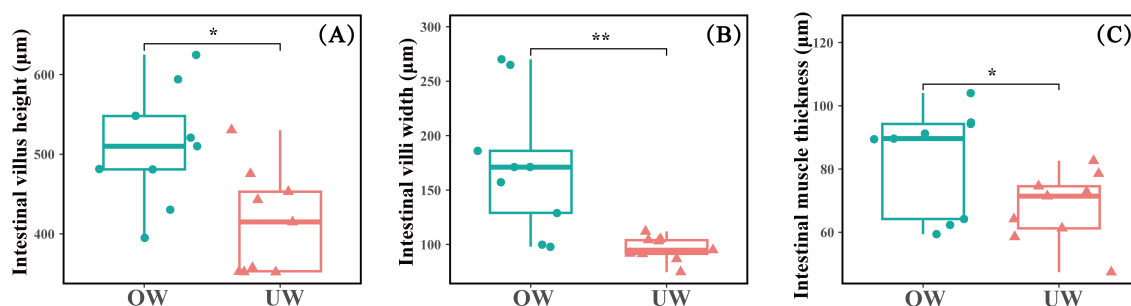 Intestinal villus height (μm)
600
500
400
*
(A)
OW
UW
Intestinal villi width (μm)
300
250
200
150
100
**
(B)
OW
UW
Intestinal muscle thickness (μm)
120
100
80
60
*
(C)
OW
UW